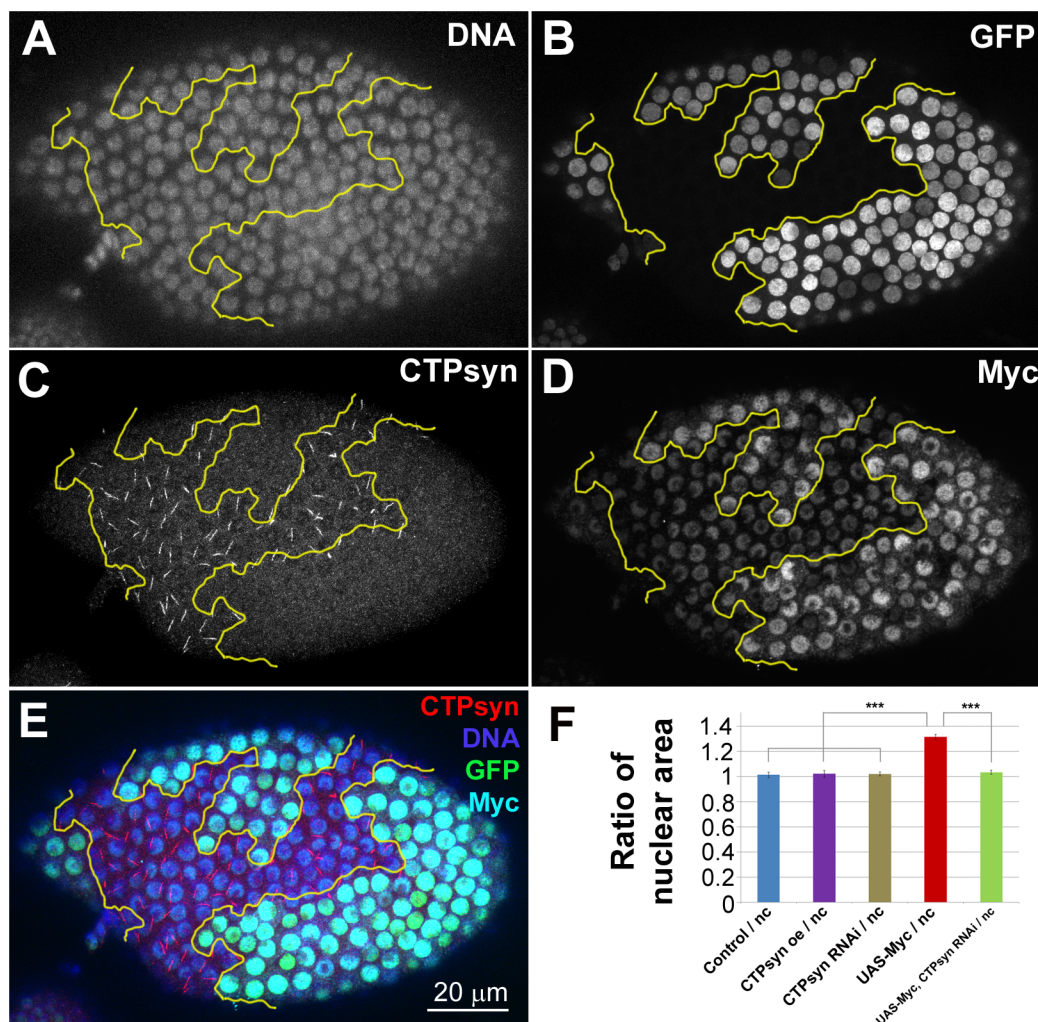 A
DNA
B
GFP
C
CTPsyn
D
Myc
E
CTPsyn
DNA
GFP
Myc
20 μm
F
Ratio of
nuclear area
1.4
1.2
1
0.8
0.6
0.4
0.2
0
***
***
Control / nc
CTPsyn oe / nc
CTPsyn RNAi / nc
UAS-Myc / nc
UAS-Myc, CTPsyn RNAi / nc